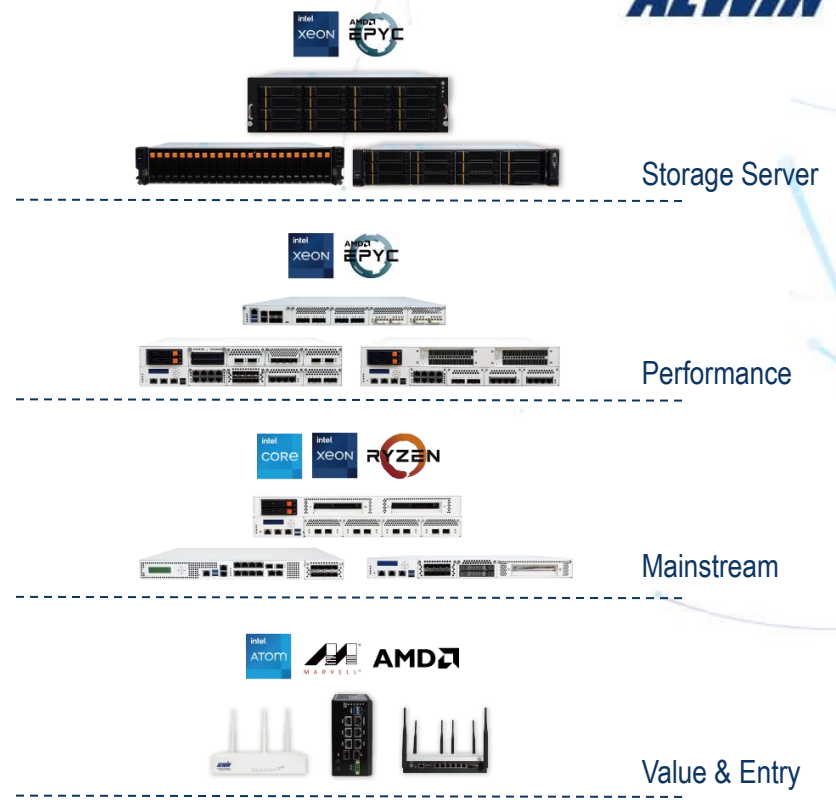 AEWIN
intel
XEON
AMD
EPYC
Storage Server
intel
XEON
AMD
EPYC
Performance
intel
CORE
intel
XEON
RYZEN
Mainstream
intel
ATOM
MARVELL
AMD
Value & Entry